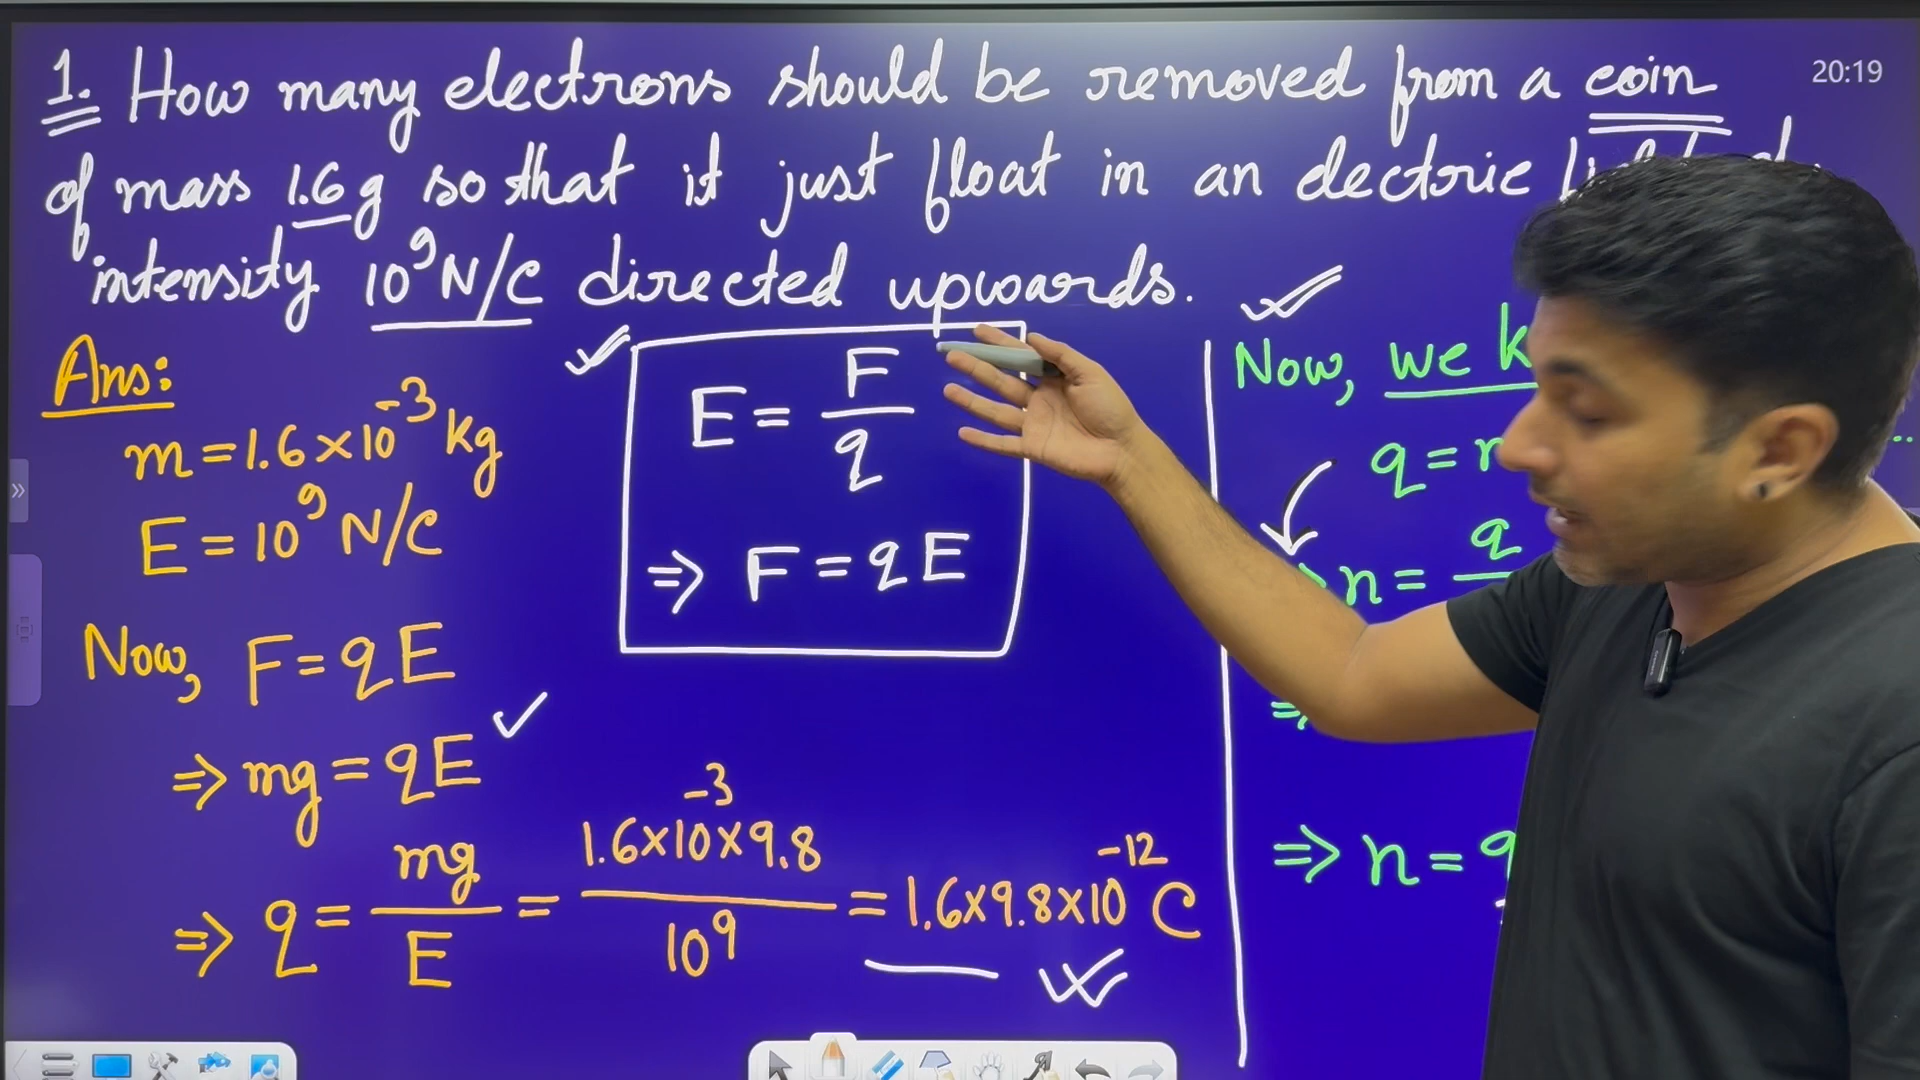 1. How many electrons should be removed from a coin
20:19
of mass 1.6g so that it just float in an electric
intensity 10⁹ N/C directed upwards.
Ans:
m = 1.6 × 10⁻³ kg
E = 10⁹ N/C
Now, F = qE
⇒ mg = qE
⇒ q = mg/E = 1.6×10⁻³×9.8/10⁹ = 1.6×9.8×10⁻¹² C
E = F/q
⇒ F = qE
Now, we
q =
n = q
⇒
⇒ n =